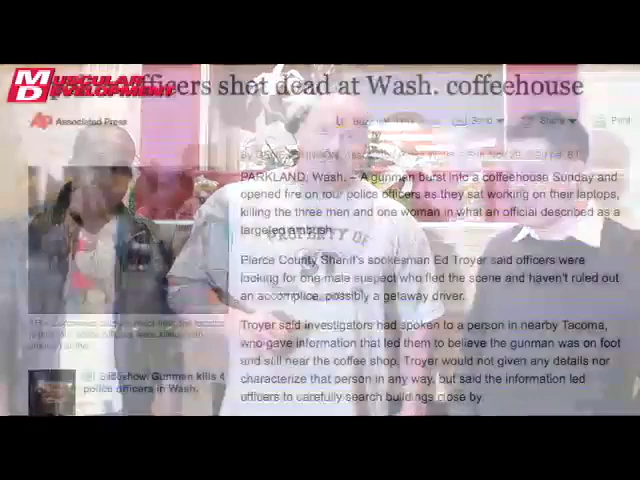 MUSCULAR
DEVELOPMENT
officers shot dead at Wash. coffeehouse
Associated Press
Send
Share
Print
PARKLAND, Wash. – A gunman burst into a coffeehouse Sunday and
opened fire on four police officers as they sat working on their laptops,
killing the three men and one woman in what an official described as a
targeted ambush.
PROPERTY OF
Pierce County Sheriff's spokesman Ed Troyer said officers were
looking for one male suspect who fled the scene and haven't ruled out
an accomplice, possibly a getaway driver.
Troyer said investigators had spoken to a person in nearby Tacoma,
who gave information that led them to believe the gunman was on foot
and still near the coffee shop. Troyer would not given any details nor
characterize that person in any way, but said the information led
officers to carefully search buildings close by
Slideshow: Gunman kills 4
police officers in Wash.